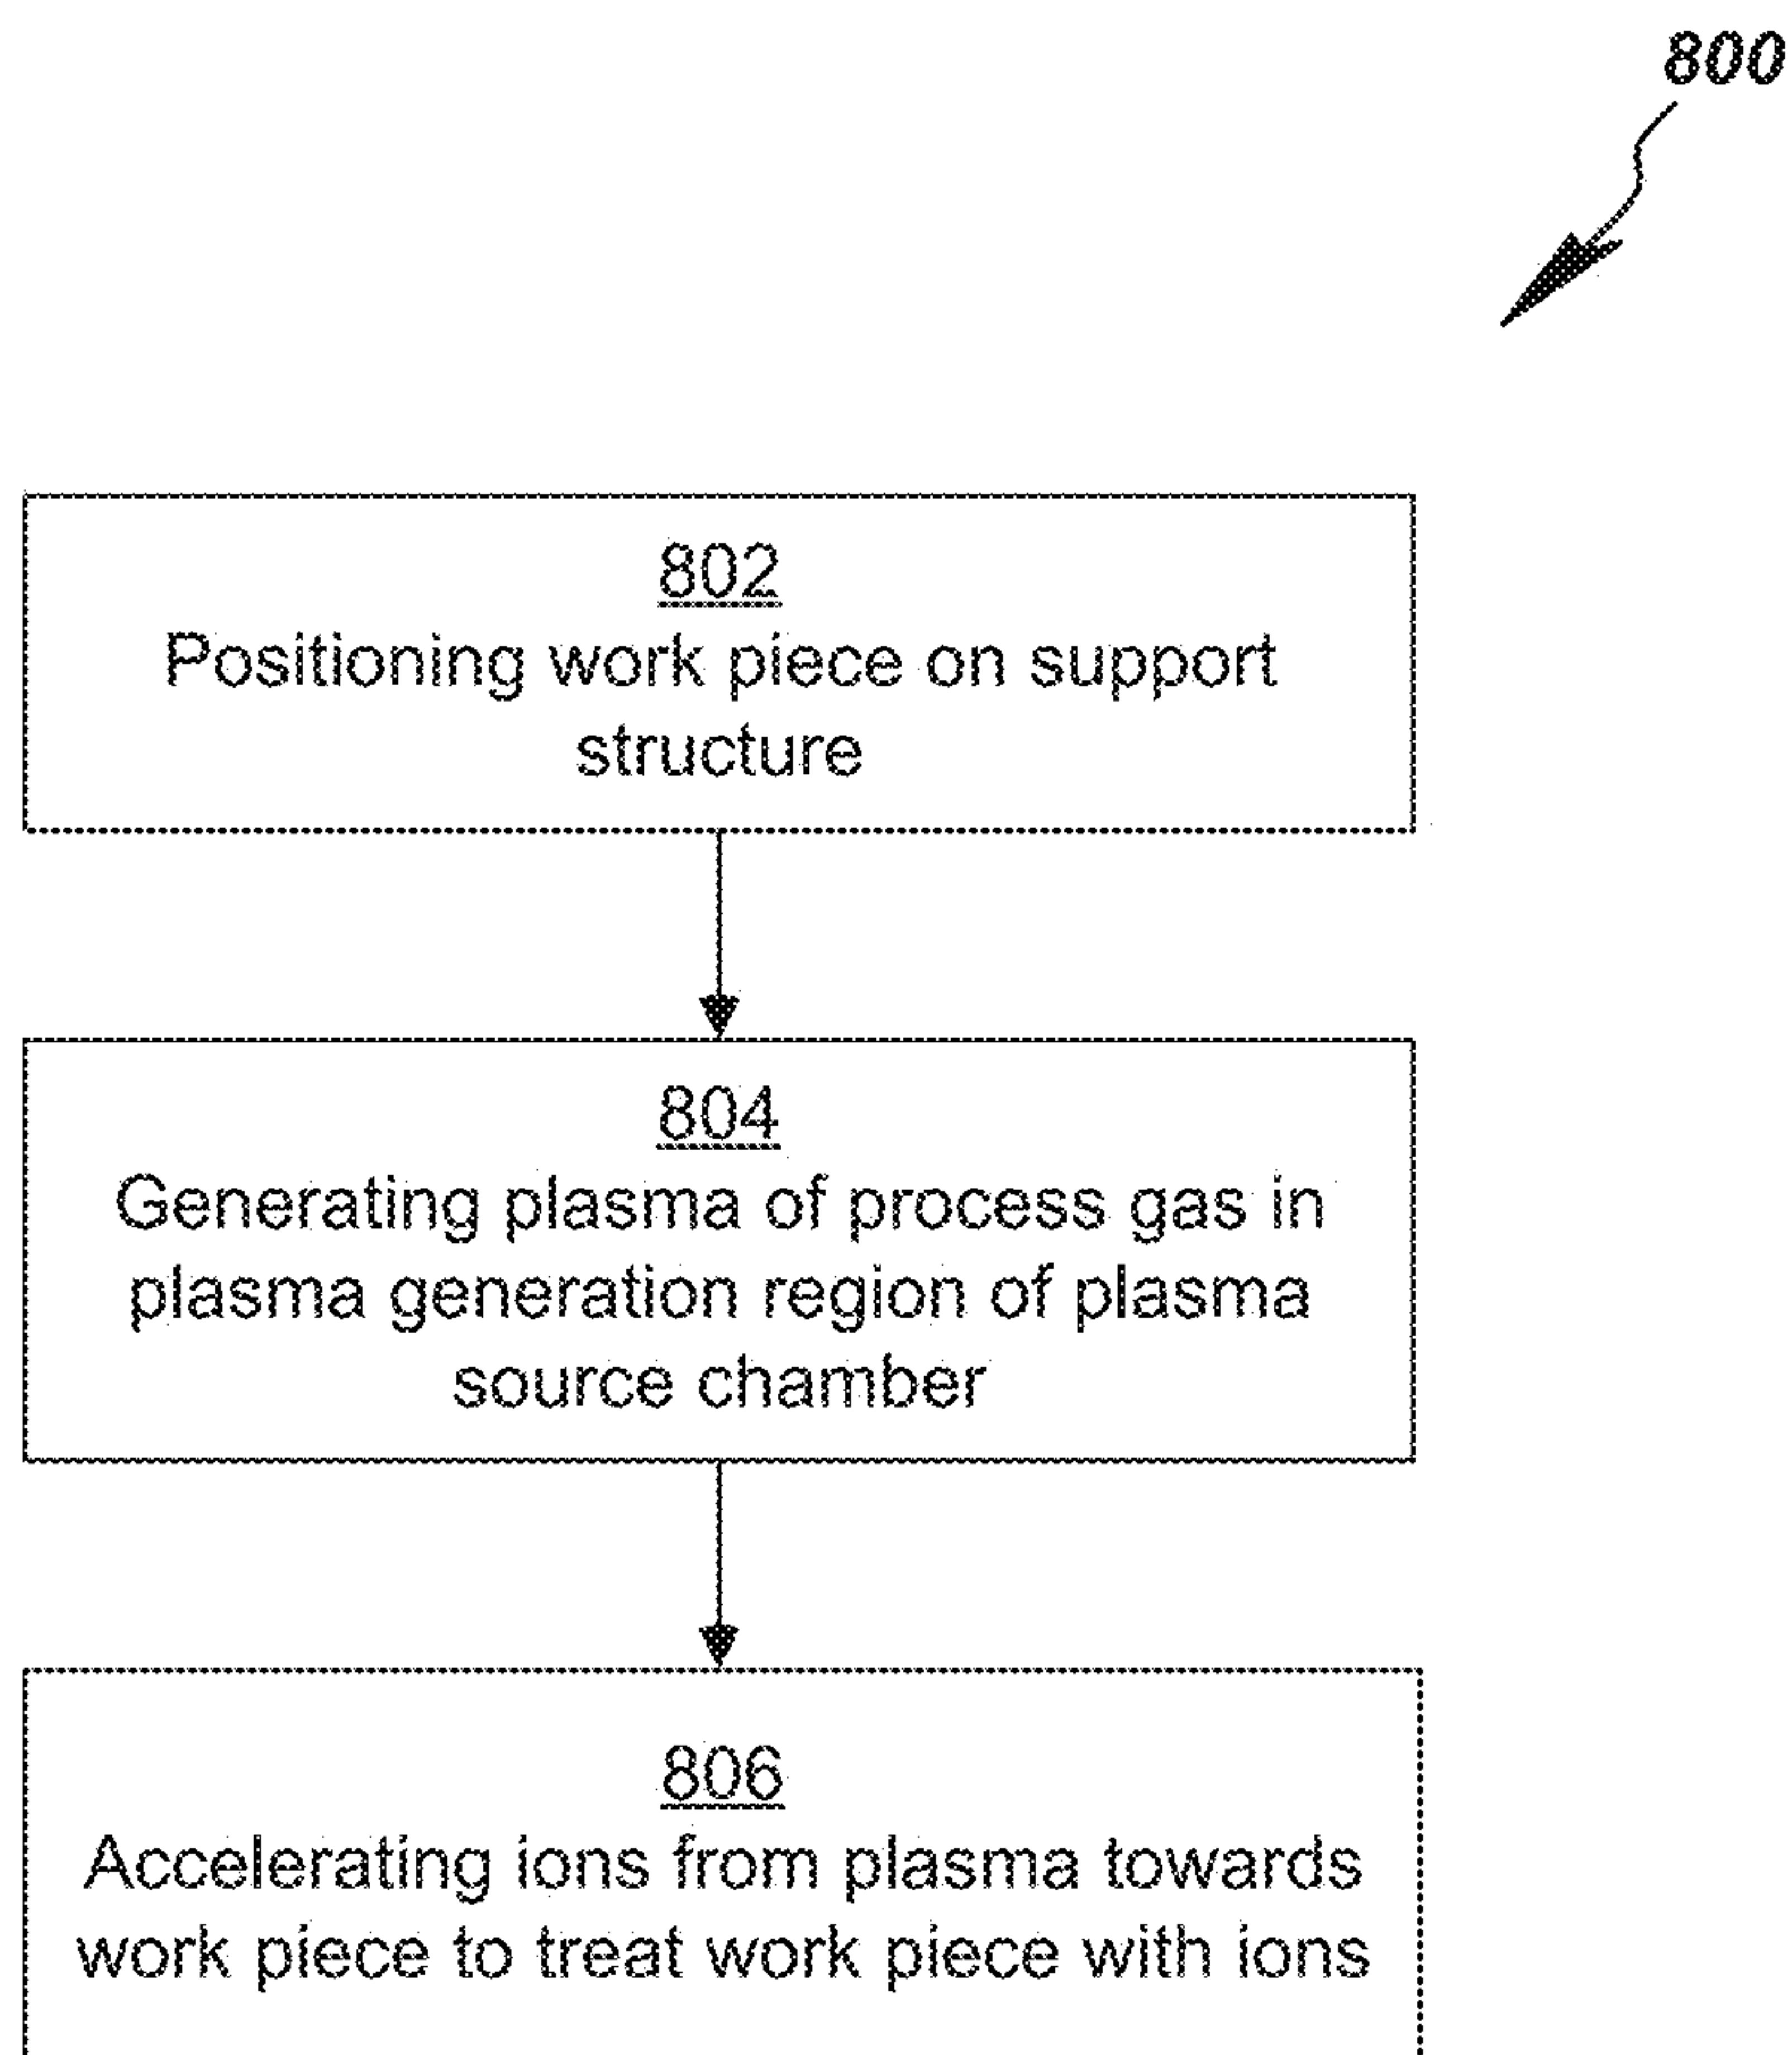 800
802
Positioning work piece on support
structure
804
Generating plasma of process gas in
plasma generation region of plasma
source chamber
806
Accelerating ions from plasma towards
work piece to treat work piece with ions